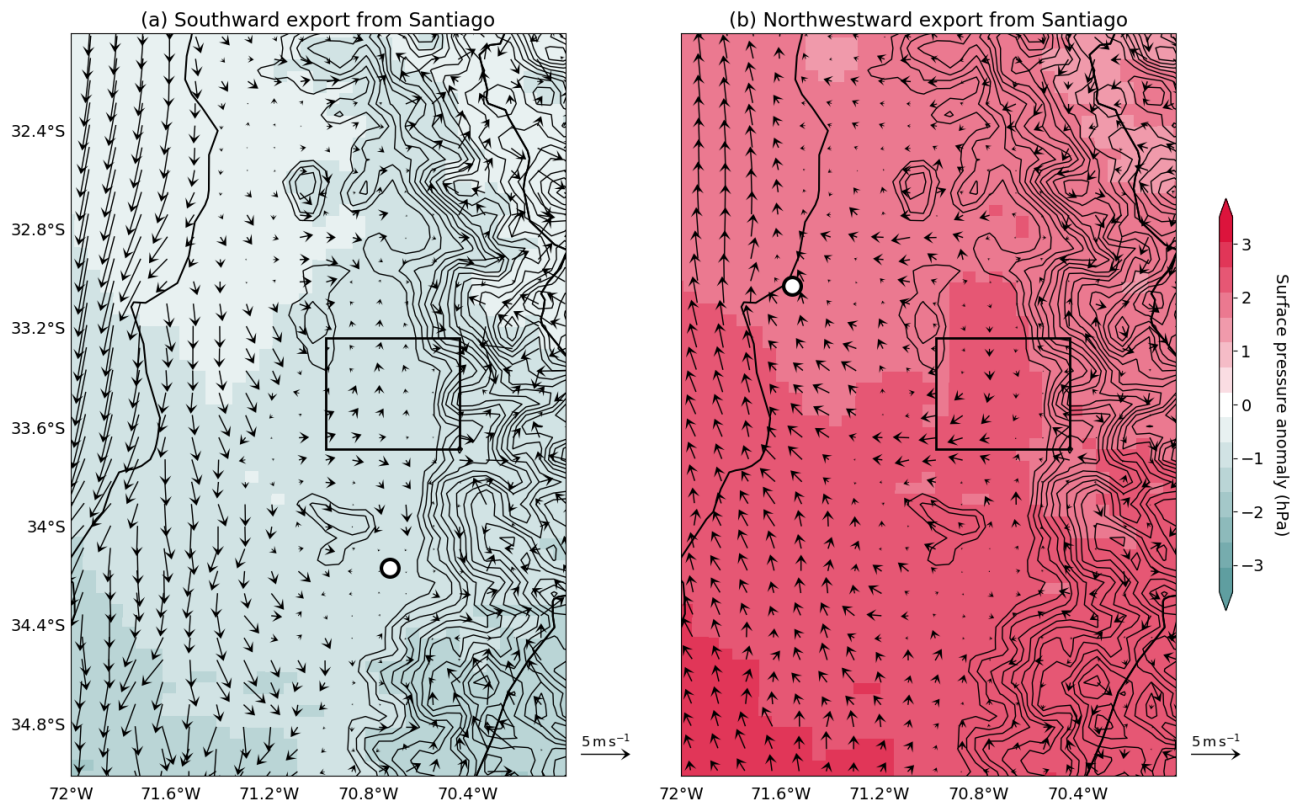 (a) Southward export from Santiago
(b) Northwestward export from Santiago
32.4°S
32.8°S
33.2°S
33.6°S
34°S
34.4°S
34.8°S
72°W 71.6°W 71.2°W 70.8°W 70.4°W
5 m s⁻¹
72°W 71.6°W 71.2°W 70.8°W 70.4°W
5 m s⁻¹
3
2
1
0
−1
−2
−3
Surface pressure anomaly (hPa)